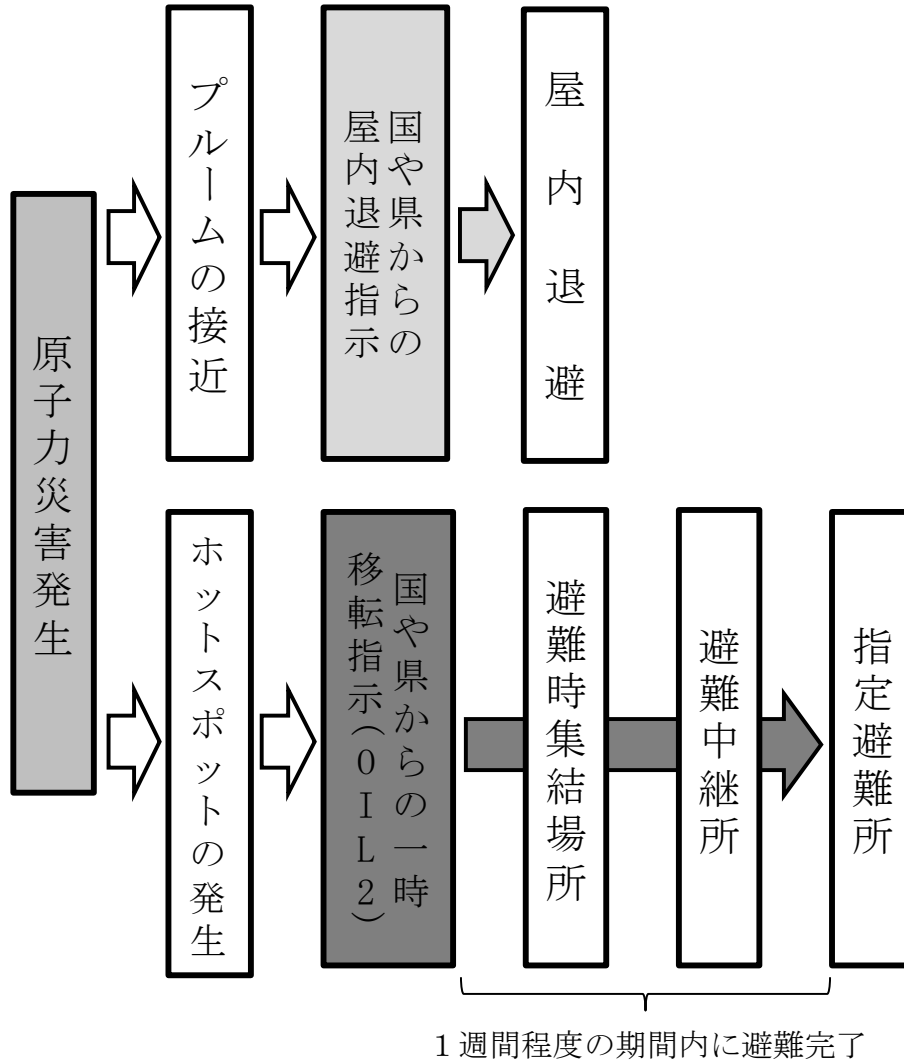 原子力災害発生
プルームの接近
国や県からの
屋内退避指示
屋内退避
ホットスポットの発生
国や県からの一時
移転指示（OIL2）
避難時集結場所
避難中継所
指定避難所
１週間程度の期間内に避難完了